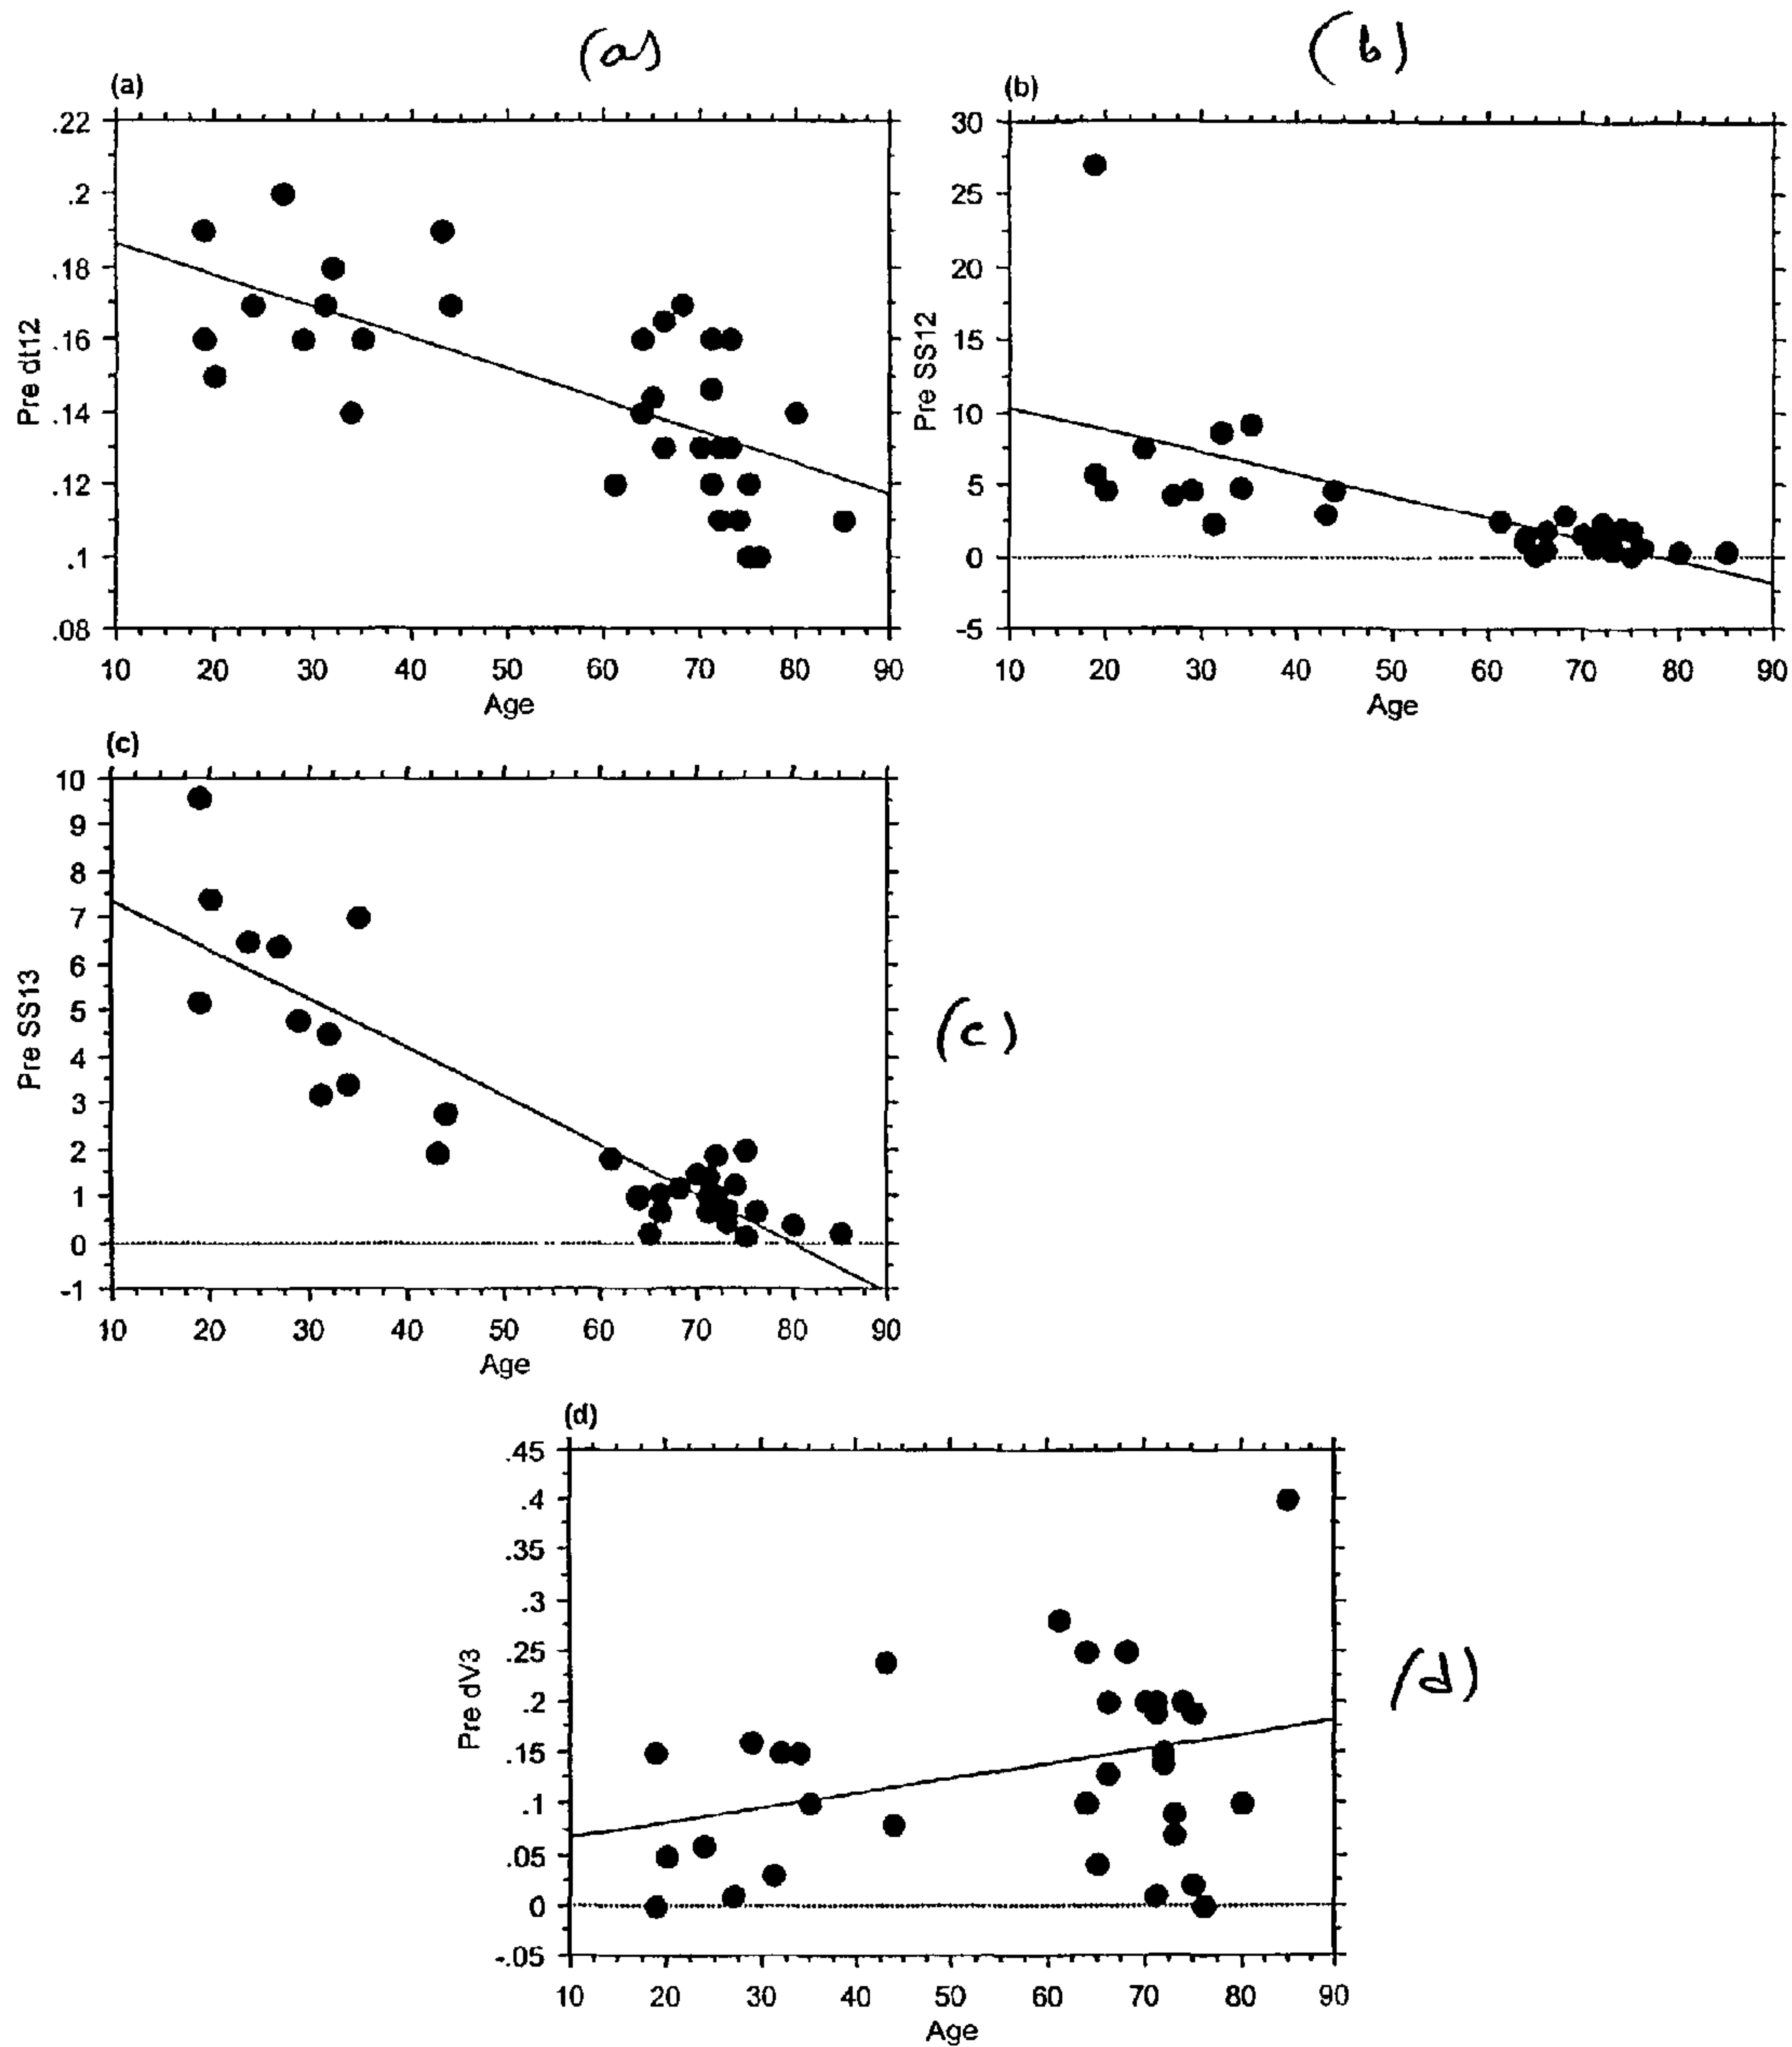 (a) (b)
(a) (b)
.22
.2
.18
.16
.14
.12
.1
.08
Pre dt12
10 20 30 40 50 60 70 80 90
Age
30
25
20
15
10
5
0
-5
Pre SS12
10 20 30 40 50 60 70 80 90
Age
(c)
10
9
8
7
6
5
4
3
2
1
0
-1
Pre SS13
10 20 30 40 50 60 70 80 90
Age
(c)
(d)
.45
.4
.35
.3
.25
.2
.15
.1
.05
0
-.05
Pre dV3
10 20 30 40 50 60 70 80 90
Age
(d)